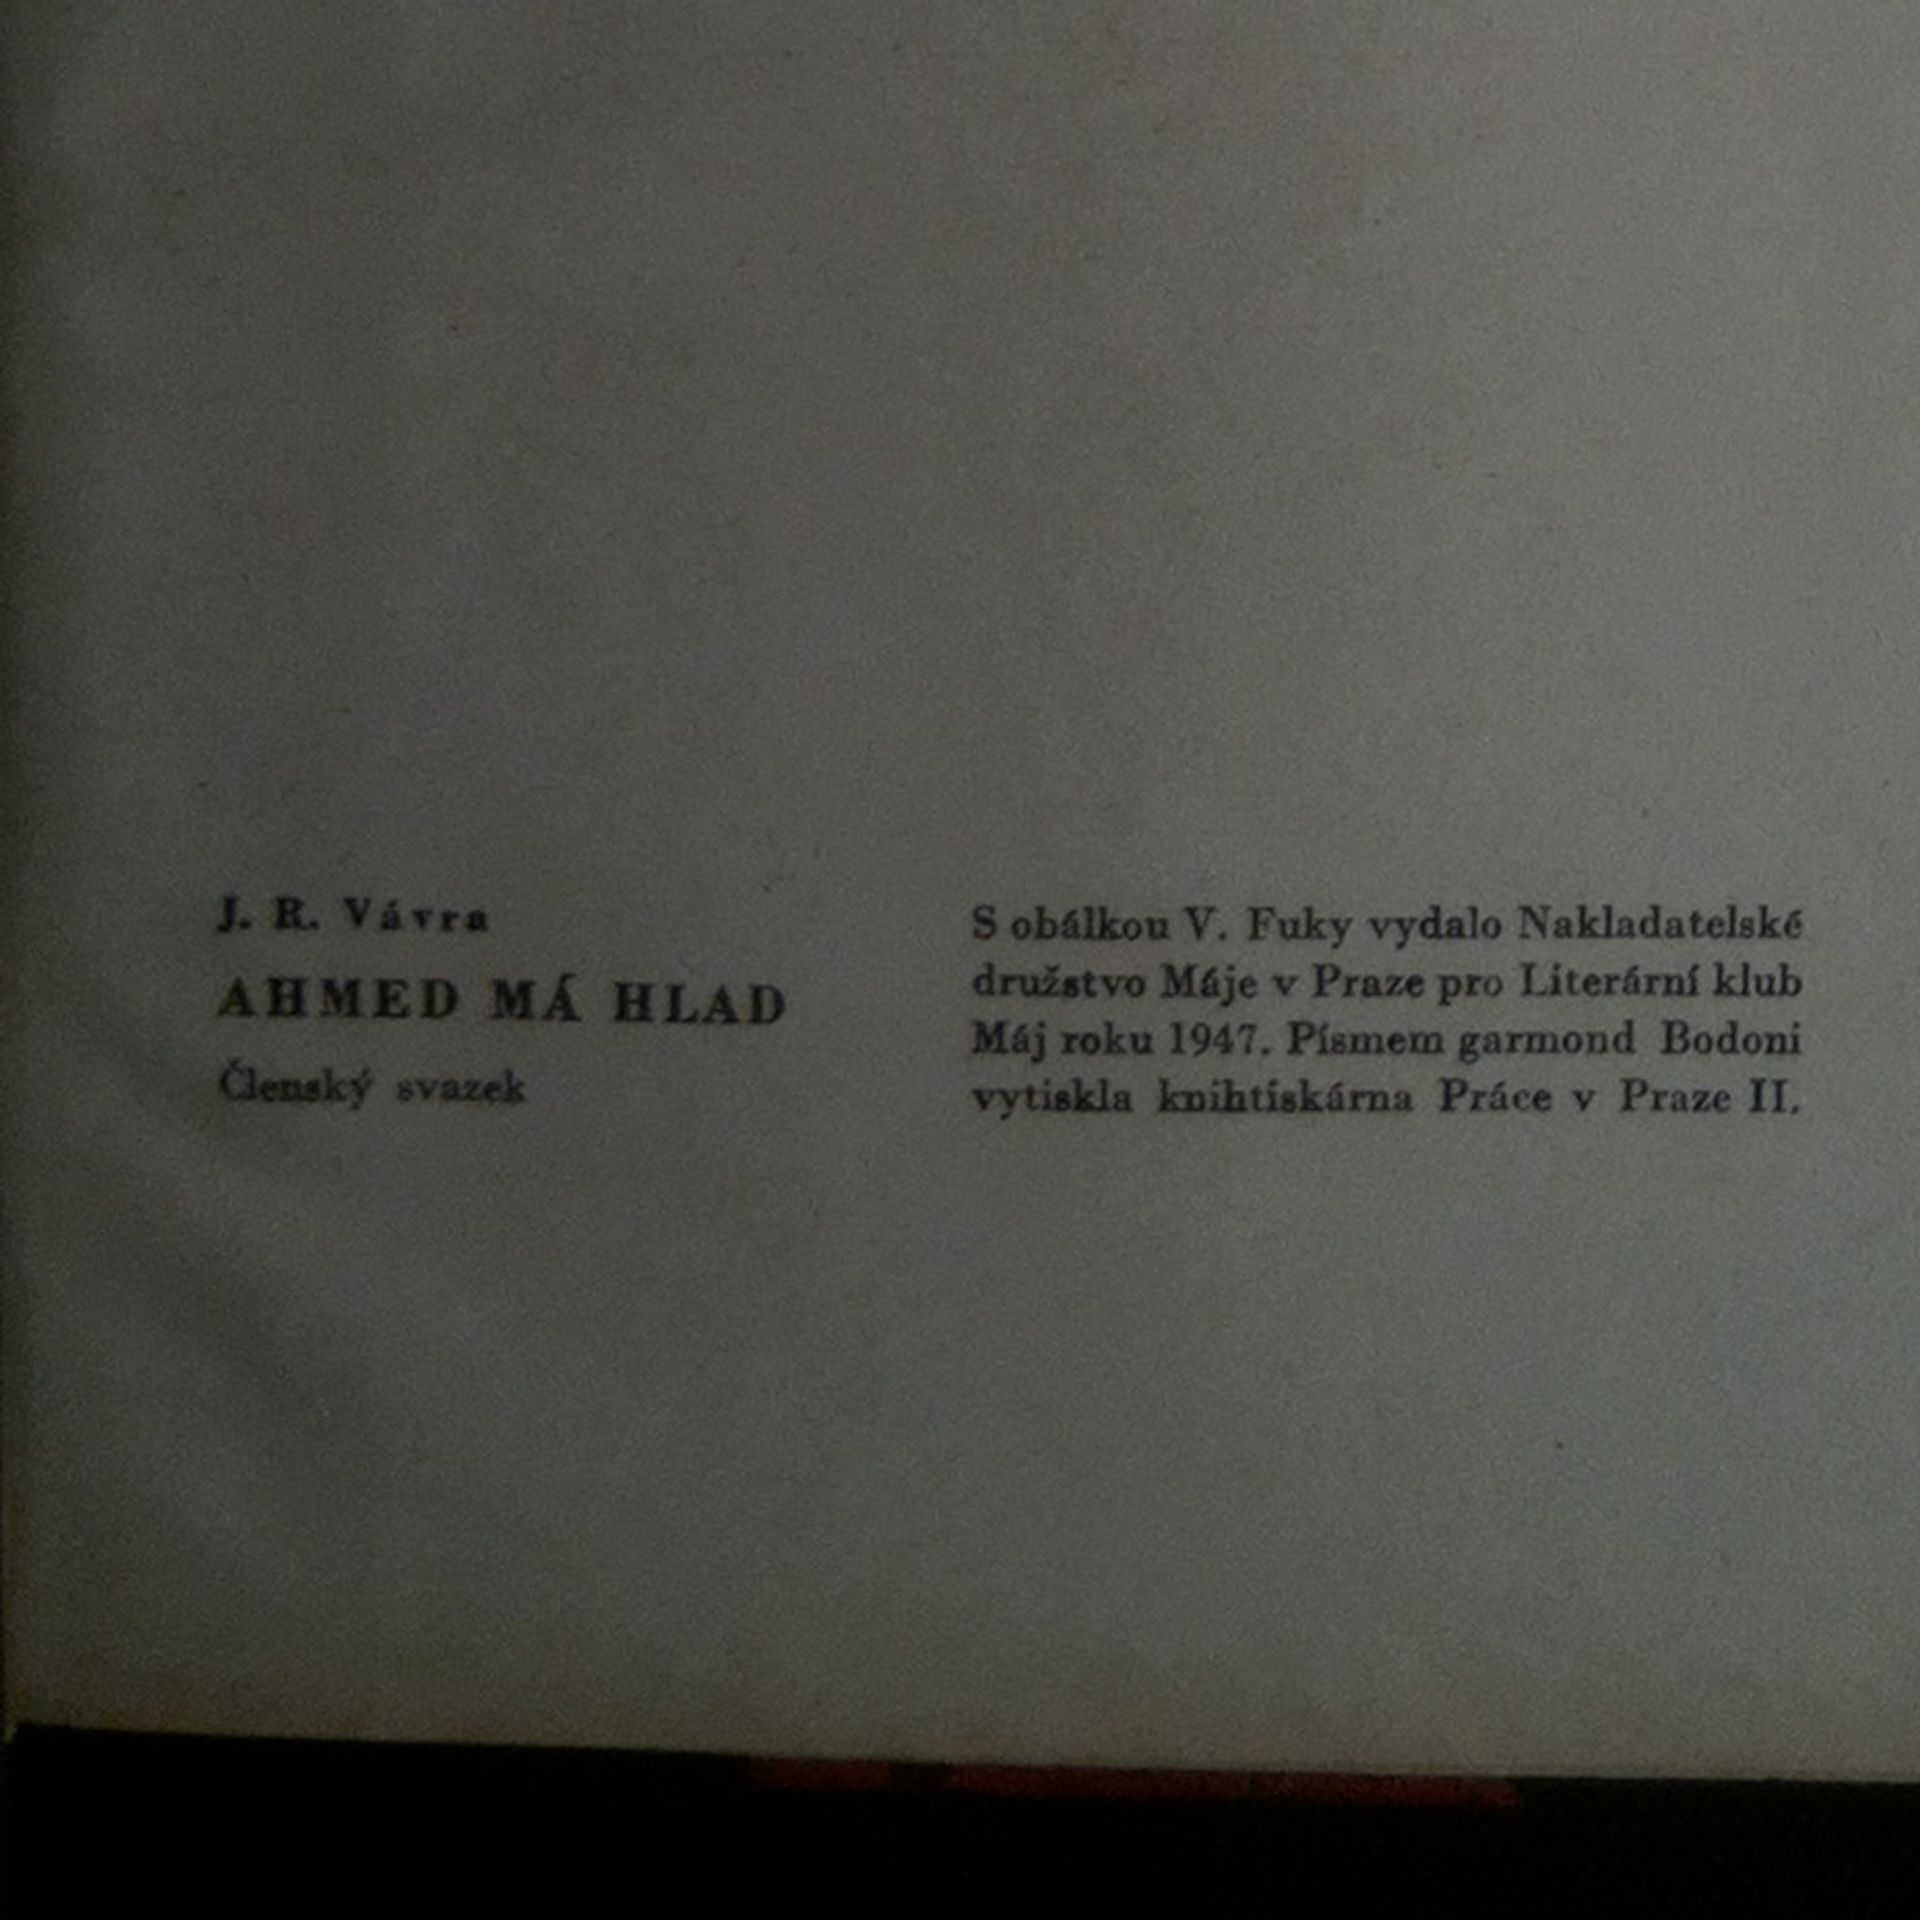 J. R. Vávra
AHMED MÁ HLAD
Členský svazek
S obálkou V. Fuky vydalo Nakladatelské
družstvo Máje v Praze pro Literární klub
Máj roku 1947. Písmem garmond Bodoni
vytiskla knihtiskárna Práce v Praze II.